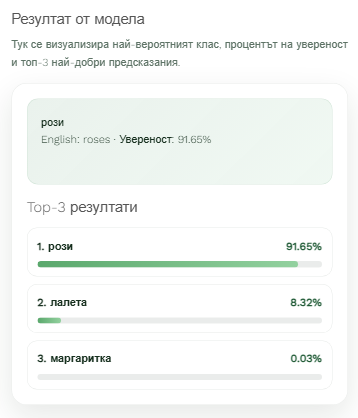 Резултат от модела
Тук се визуализира най-вероятният клас, процентът на увереност
и топ-3 най-добри предсказания.
рози
English: roses · Увереност: 91.65%
Top-3 резултати
1. рози 91.65%
2. лалета 8.32%
3. маргаритка 0.03%